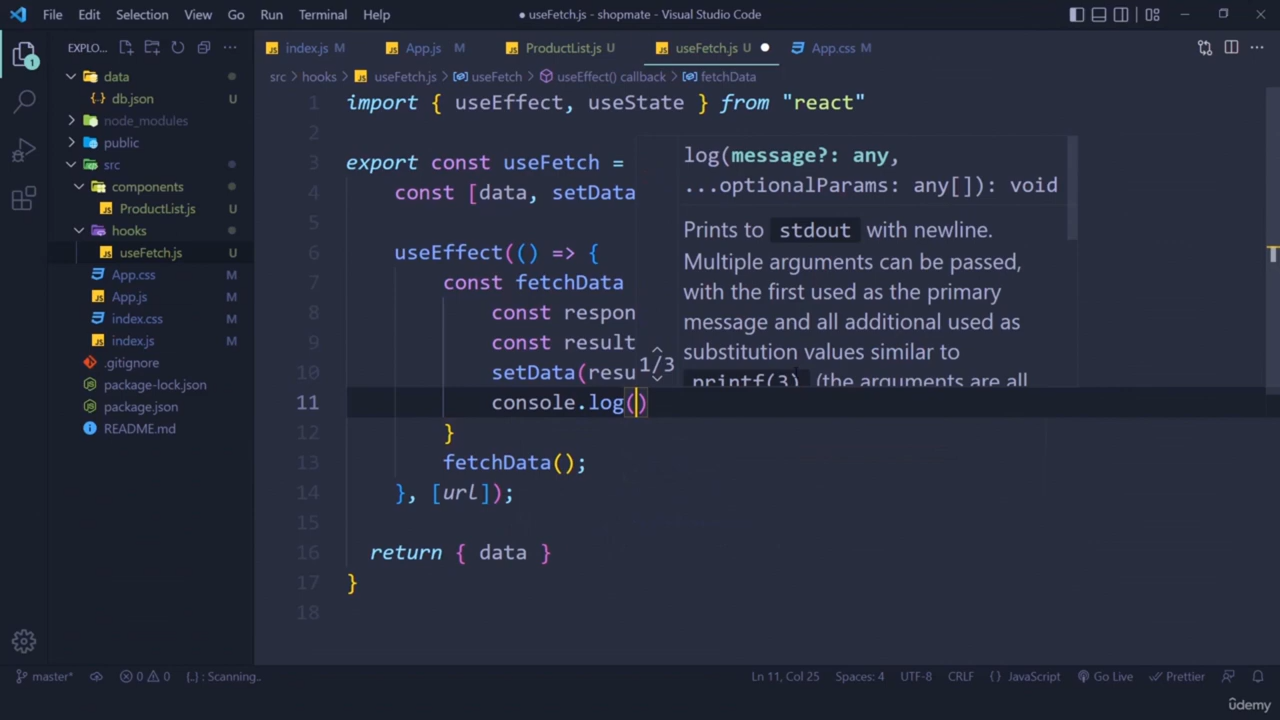 File Edit Selection View Go Run Terminal Help
● useFetch.js - shopmate - Visual Studio Code
EXPLO...
index.js M
App.js M
ProductList.js U
useFetch.js U
App.css M
src > hooks > useFetch.js > useFetch > useEffect() callback > fetchData
data
db.json U
node_modules
public
src
components
ProductList.js U
hooks
useFetch.js U
App.css M
App.js M
index.css M
index.js M
.gitignore
package-lock.json
package.json
README.md
1
1 import { useEffect, useState } from "react"
2
3 export const useFetch =
4 const [data, setData
5
6 useEffect(() => {
7 const fetchData
8 const respon
9 const result
10 setData(resu
11 console.log()
12 }
13 fetchData();
14 }, [url]);
15
16 return { data }
17 }
18
1/3
log(message?: any,
...optionalParams: any[]): void
Prints to stdout with newline.
Multiple arguments can be passed,
with the first used as the primary
message and all additional used as
substitution values similar to
printf(3) (the arguments are all
master* 0 0 {..} : Scanning..
Ln 11, Col 25 Spaces: 4 UTF-8 CRLF { } JavaScript Go Live Prettier
ûdemy